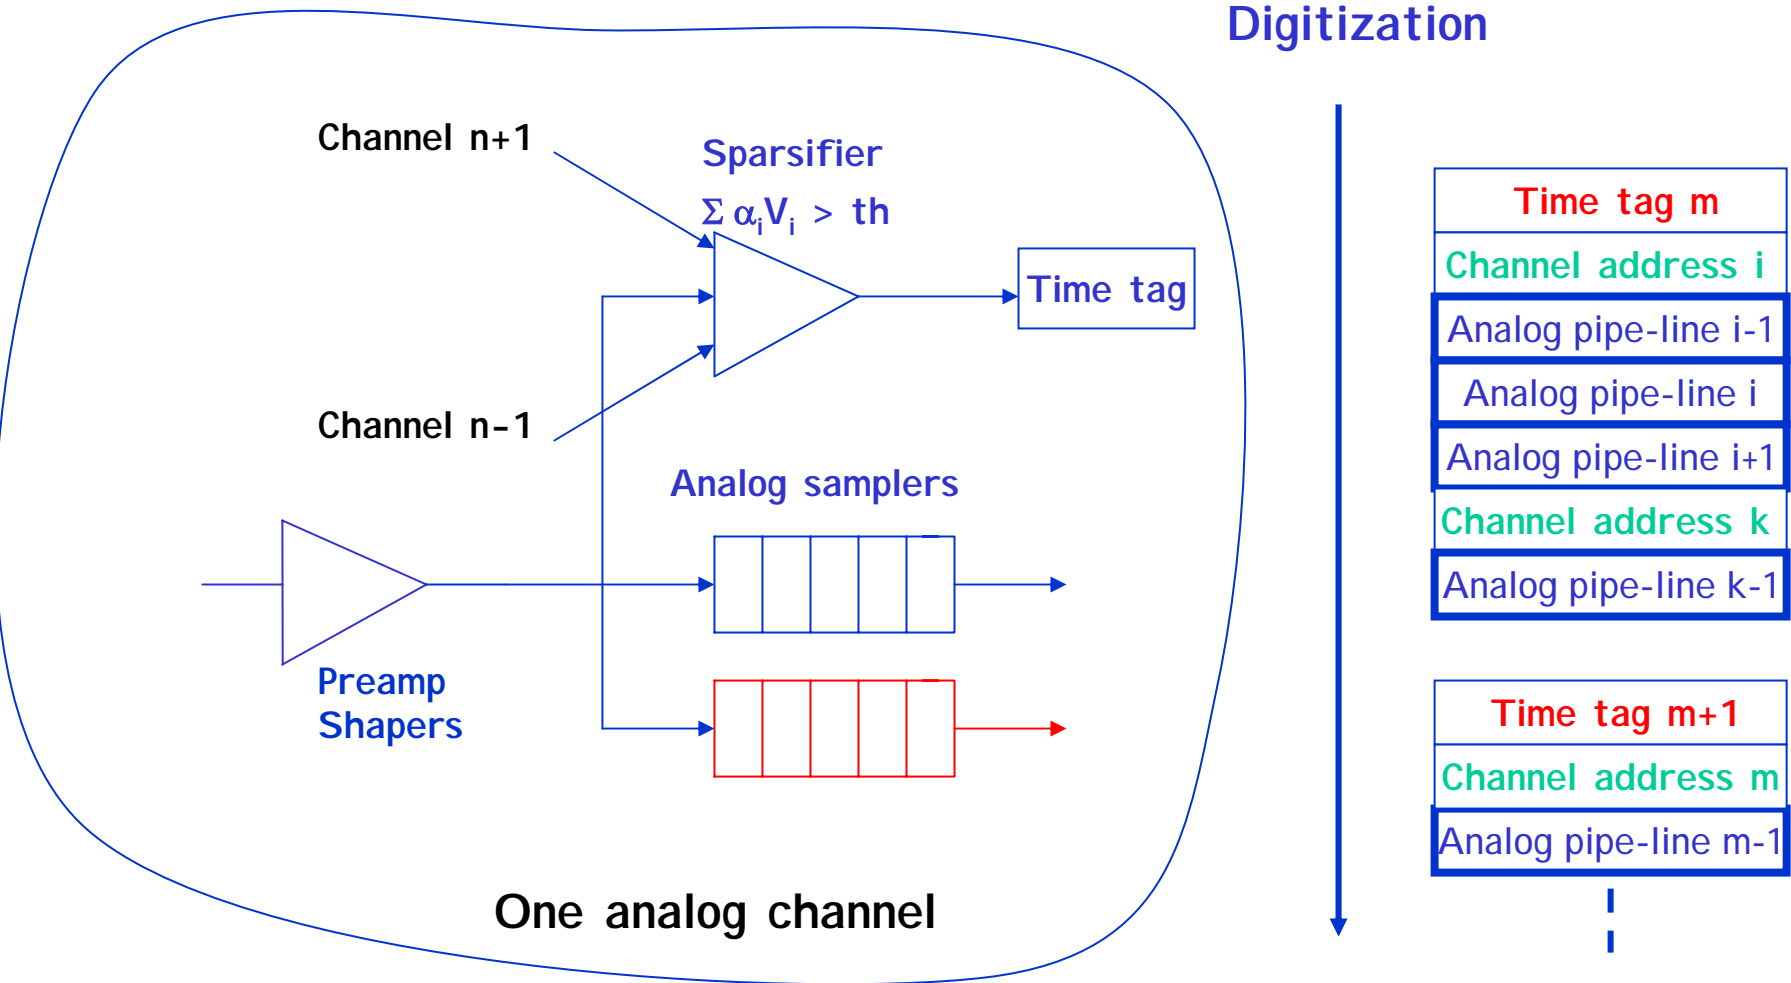 Digitization
Channel n+1
Sparsifier
Σ αᵢVᵢ > th
Time tag
Channel n-1
Analog samplers
Preamp
Shapers
One analog channel
Time tag m
Channel address i
Analog pipe-line i-1
Analog pipe-line i
Analog pipe-line i+1
Channel address k
Analog pipe-line k-1
Time tag m+1
Channel address m
Analog pipe-line m-1